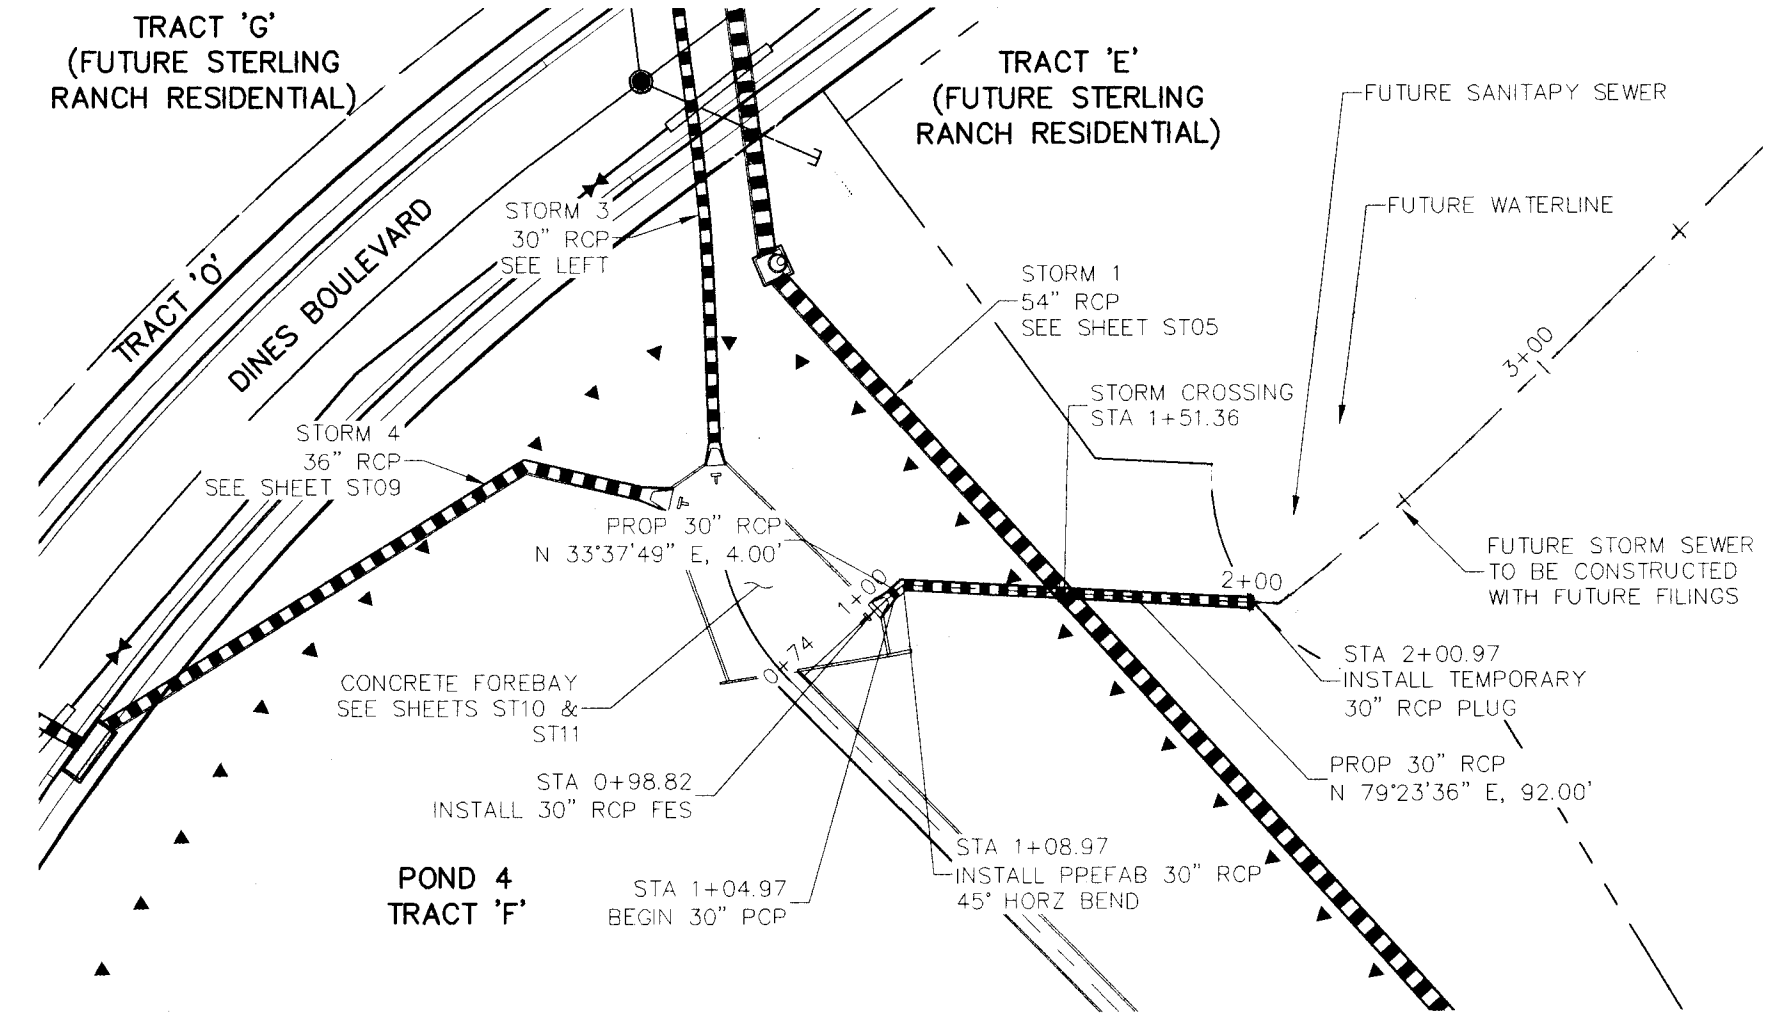 TRACT 'G'
(FUTURE STERLING
RANCH RESIDENTIAL)
TRACT 'E'
(FUTURE STERLING
RANCH RESIDENTIAL)
FUTURE SANITAPY SEWER
FUTURE WATERLINE
TRACT 'O'
DINES BOULEVARD
STORM 3
30" RCP
SEE LEFT
STORM 1
54" RCP
SEE SHEET ST05
3+00
STORM CROSSING
STA 1+51.36
STORM 4
36" RCP
SEE SHEET ST09
PROP 30" RCP
N 33°37'49" E, 4.00'
1+00
2+00
FUTURE STORM SEWER
TO BE CONSTRUCTED
WITH FUTURE FILINGS
0+74
CONCRETE FOREBAY
SEE SHEETS ST10 &
ST11
STA 2+00.97
INSTALL TEMPORARY
30" RCP PLUG
STA 0+98.82
INSTALL 30" RCP FES
PROP 30" RCP
N 79°23'36" E, 92.00'
STA 1+08.97
INSTALL PPEFAB 30" RCP
45° HORZ BEND
STA 1+04.97
BEGIN 30" PCP
POND 4
TRACT 'F'